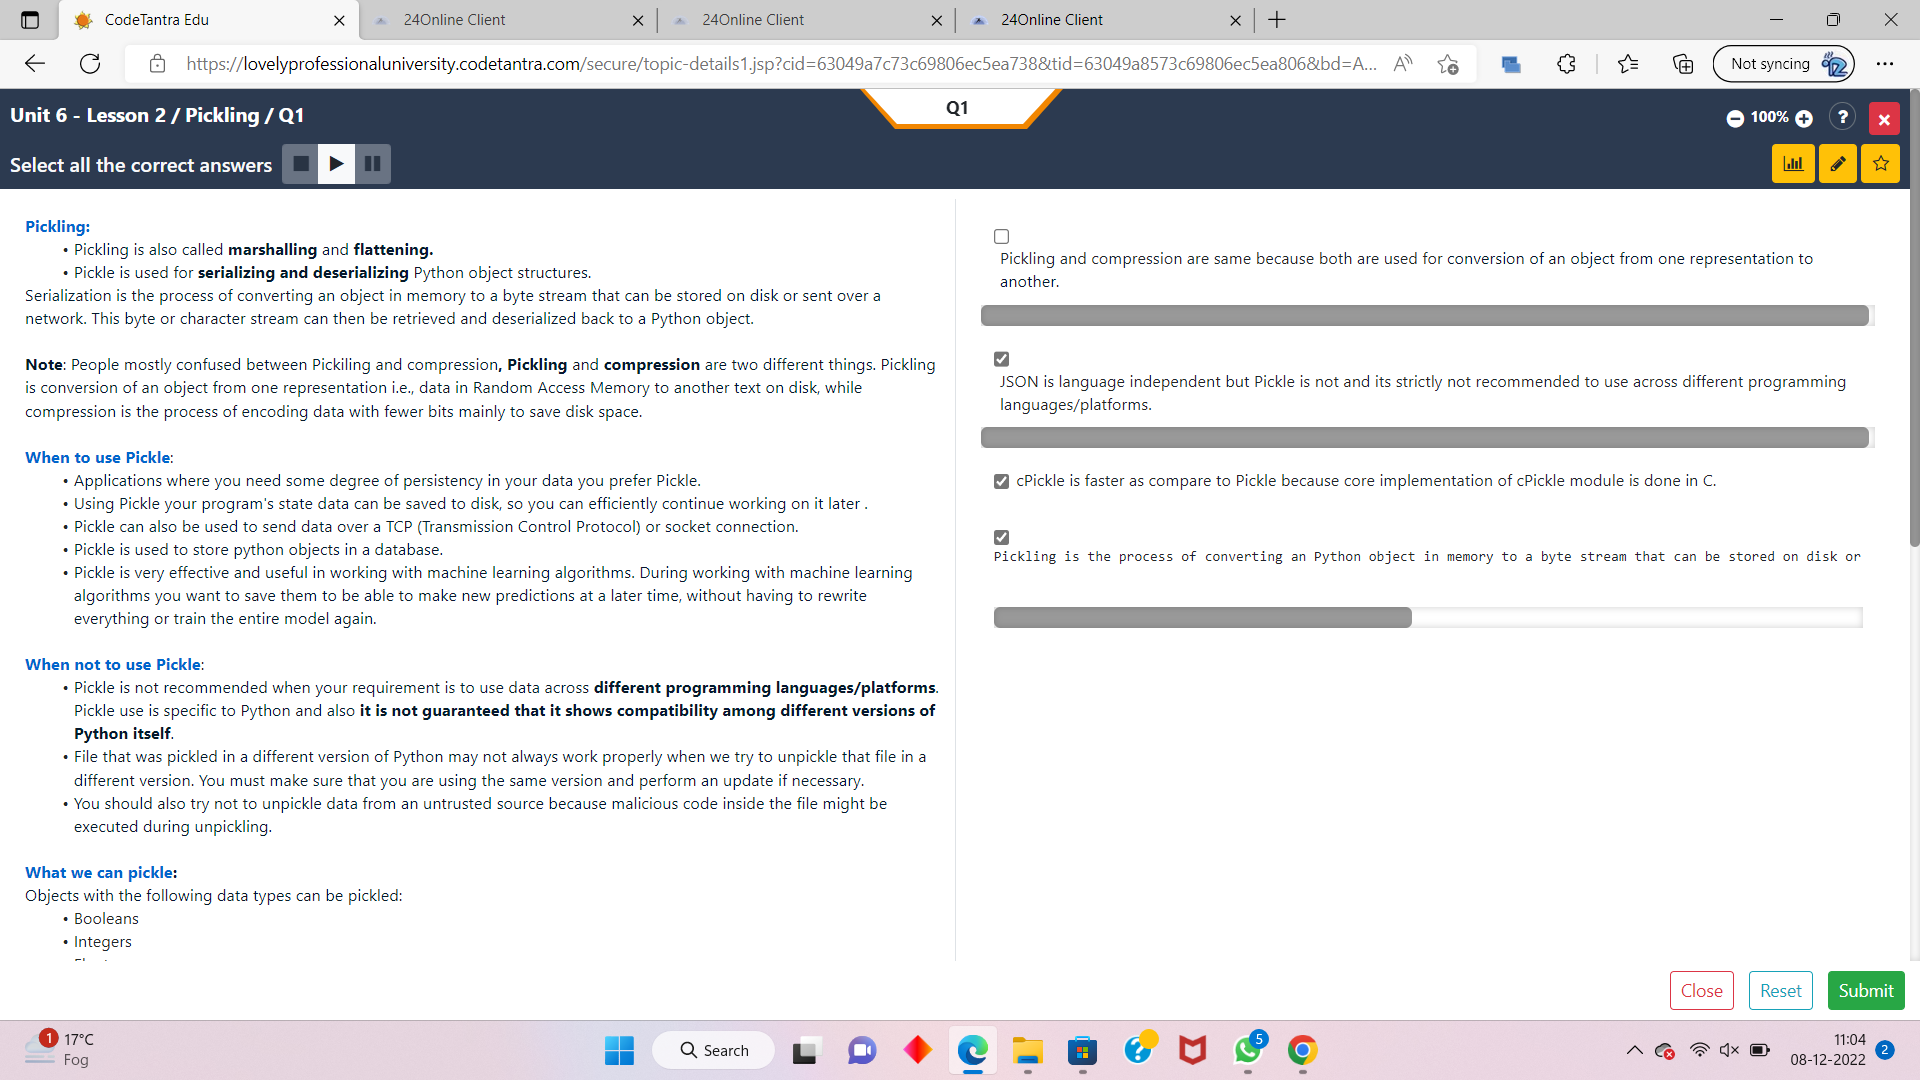 CodeTantra Edu
24Online Client
24Online Client
24Online Client
https://lovelyprofessionaluniversity.codetantra.com/secure/topic-details1.jsp?cid=63049a7c73c69806ec5ea738&tid=63049a8573c69806ec5ea806&bd=A...
Not syncing
Unit 6 - Lesson 2 / Pickling / Q1
Q1
100%
?
Select all the correct answers
Pickling:
• Pickling is also called marshalling and flattening.
• Pickle is used for serializing and deserializing Python object structures.
Serialization is the process of converting an object in memory to a byte stream that can be stored on disk or sent over a
network. This byte or character stream can then be retrieved and deserialized back to a Python object.
Note: People mostly confused between Pickiling and compression, Pickling and compression are two different things. Pickling
is conversion of an object from one representation i.e., data in Random Access Memory to another text on disk, while
compression is the process of encoding data with fewer bits mainly to save disk space.
When to use Pickle:
• Applications where you need some degree of persistency in your data you prefer Pickle.
• Using Pickle your program's state data can be saved to disk, so you can efficiently continue working on it later .
• Pickle can also be used to send data over a TCP (Transmission Control Protocol) or socket connection.
• Pickle is used to store python objects in a database.
• Pickle is very effective and useful in working with machine learning algorithms. During working with machine learning
algorithms you want to save them to be able to make new predictions at a later time, without having to rewrite
everything or train the entire model again.
When not to use Pickle:
• Pickle is not recommended when your requirement is to use data across different programming languages/platforms.
Pickle use is specific to Python and also it is not guaranteed that it shows compatibility among different versions of
Python itself.
• File that was pickled in a different version of Python may not always work properly when we try to unpickle that file in a
different version. You must make sure that you are using the same version and perform an update if necessary.
• You should also try not to unpickle data from an untrusted source because malicious code inside the file might be
executed during unpickling.
What we can pickle:
Objects with the following data types can be pickled:
• Booleans
• Integers
Pickling and compression are same because both are used for conversion of an object from one representation to
another.
JSON is language independent but Pickle is not and its strictly not recommended to use across different programming
languages/platforms.
cPickle is faster as compare to Pickle because core implementation of cPickle module is done in C.
Pickling is the process of converting an Python object in memory to a byte stream that can be stored on disk or
Close
Reset
Submit
1
17°C
Fog
Search
5
11:04
08-12-2022
2